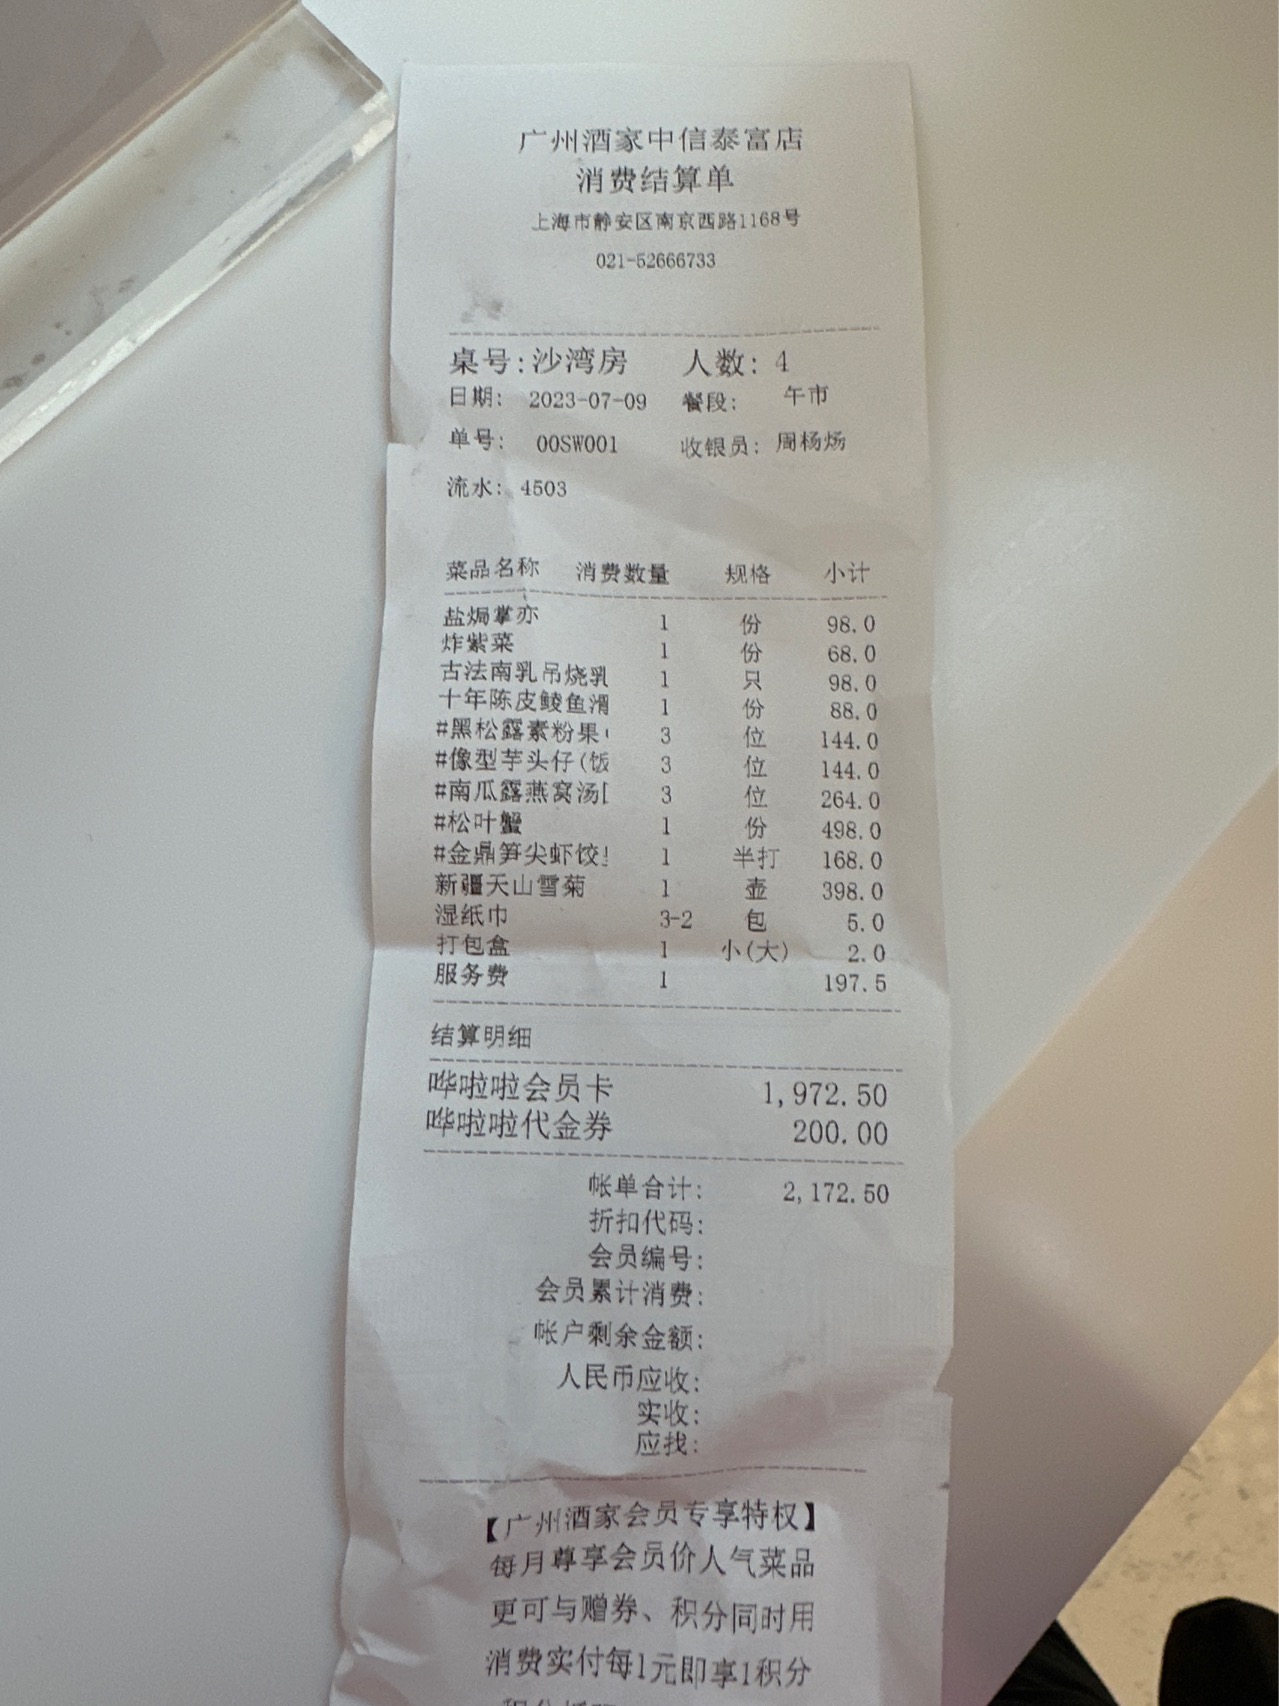 广州酒家中信泰富店
消费结算单
上海市静安区南京西路1168号
021-52666733
桌号:沙湾房 人数: 4
日期: 2023-07-09 餐段: 午市
单号: 00SW001 收银员: 周杨炀
流水: 4503
菜品名称 消费数量 规格 小计
盐焗掌亦 1 份 98.0
炸紫菜 1 份 68.0
古法南乳吊烧乳 1 只 98.0
十年陈皮鲮鱼滑 1 份 88.0
#黑松露素粉果 3 位 144.0
#像型芋头仔(饭 3 位 144.0
#南瓜露燕窝汤 3 位 264.0
#松叶蟹 1 份 498.0
#金鼎笋尖虾饺 1 半打 168.0
新疆天山雪菊 1 壶 398.0
湿纸巾 3-2 包 5.0
打包盒 1 小(大) 2.0
服务费 1 197.5
结算明细
哗啦啦会员卡 1,972.50
哗啦啦代金券 200.00
帐单合计: 2,172.50
折扣代码:
会员编号:
会员累计消费:
帐户剩余金额:
人民币应收:
实收:
应找:
【广州酒家会员专享特权】
每月尊享会员价人气菜品
更可与赠券、积分同时用
消费实付每1元即享1积分